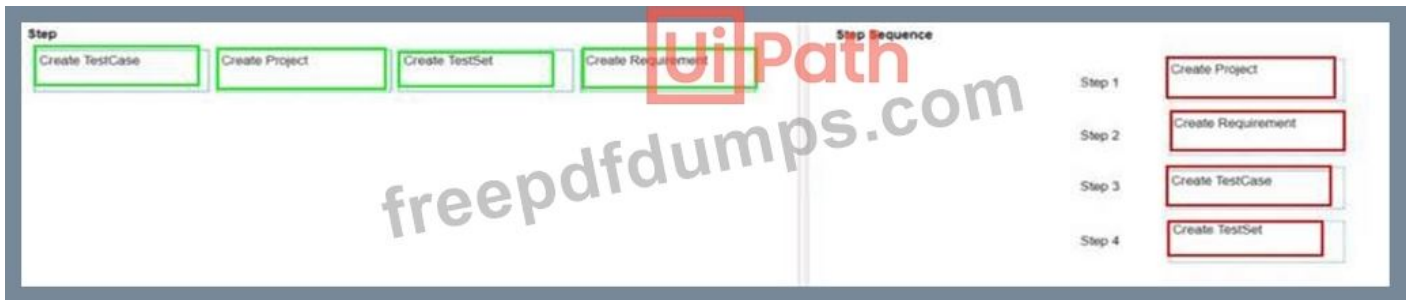 Step
Create TestCase
Create Project
Create TestSet
Create Requirement
UiPath
freepdfdumps.com
Step Sequence
Step 1
Create Project
Step 2
Create Requirement
Step 3
Create TestCase
Step 4
Create TestSet